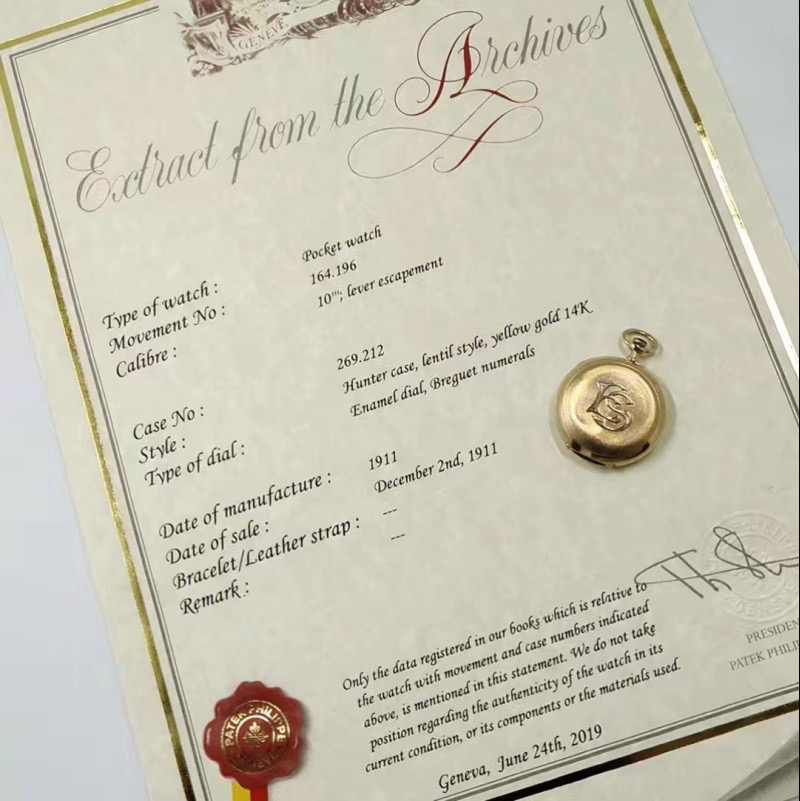 GENEVE
Extract from the Archives
Type of watch : Pocket watch
Movement No : 164.196
Calibre : 10'''; lever escapement
Case No : 269.212
Style : Hunter case, lentil style, yellow gold 14K
Type of dial : Enamel dial, Breguet numerals
Date of manufacture : 1911
Date of sale : December 2nd, 1911
Bracelet/Leather strap : ---
Remark : ---
Only the data registered in our books which is relative to
the watch with movement and case numbers indicated
above, is mentioned in this statement. We do not take
position regarding the authenticity of the watch in its
current condition, or its components or the materials used.
Geneva, June 24th, 2019
PRESIDEN
PATEK PHILIP
PATEK PHILIPPE